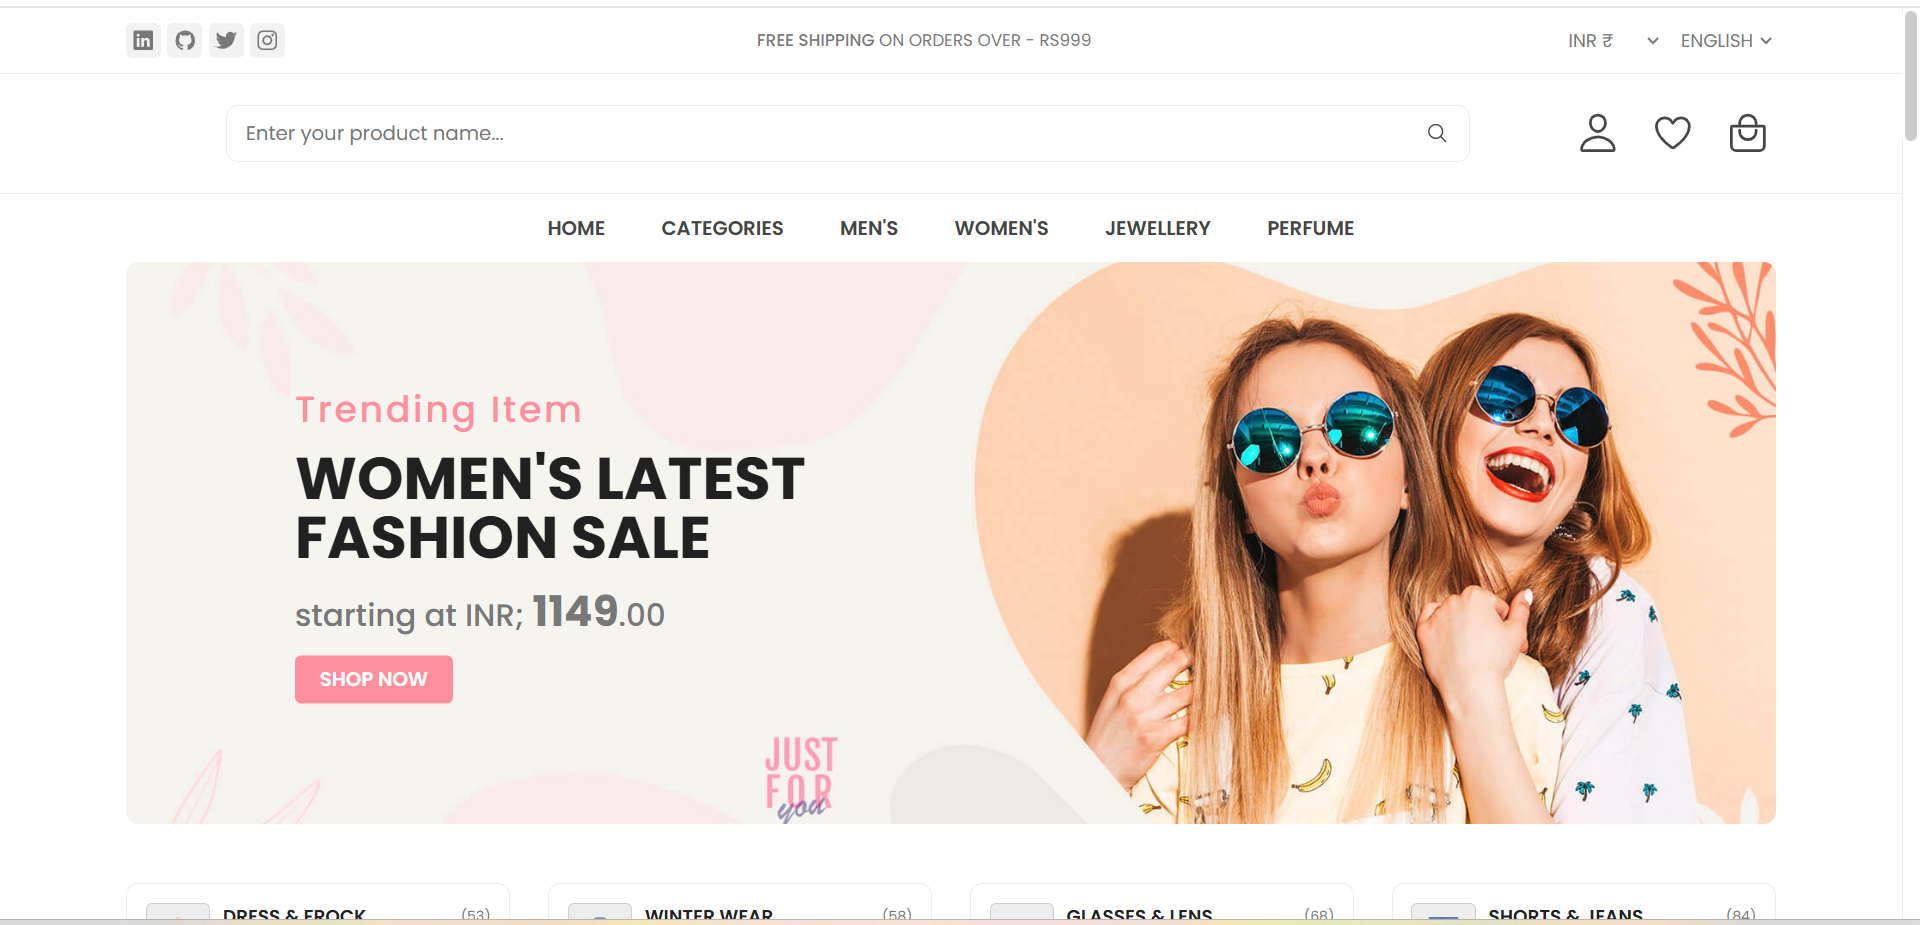 FREE SHIPPING ON ORDERS OVER - RS999
INR ₹
ENGLISH
Enter your product name...
HOME CATEGORIES MEN'S WOMEN'S JEWELLERY PERFUME
Trending Item
WOMEN'S LATEST
FASHION SALE
starting at INR; 1149.00
SHOP NOW
JUST
FOR
you
DRESS & FROCK (53)
WINTER WEAR (58)
GLASSES & LENS (68)
SHORTS & JEANS (84)